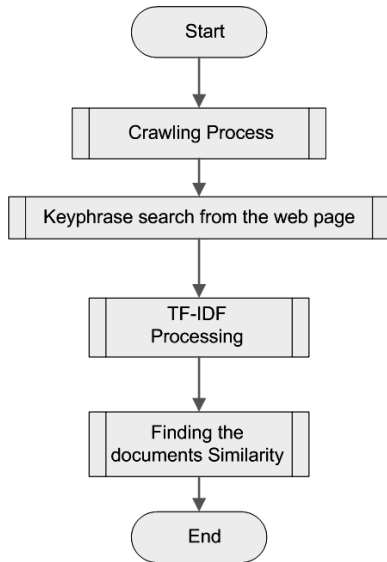 Start
Crawling Process
Keyphrase search from the web page
TF-IDF
Processing
Finding the
documents Similarity
End